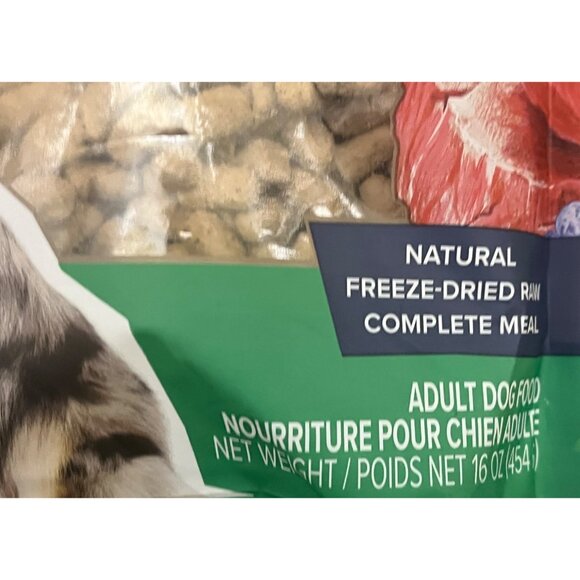 NATURAL
FREEZE-DRIED RAW
COMPLETE MEAL
ADULT DOG FOOD
NOURRITURE POUR CHIEN ADULTE
NET WEIGHT / POIDS NET 16 OZ (454 g)